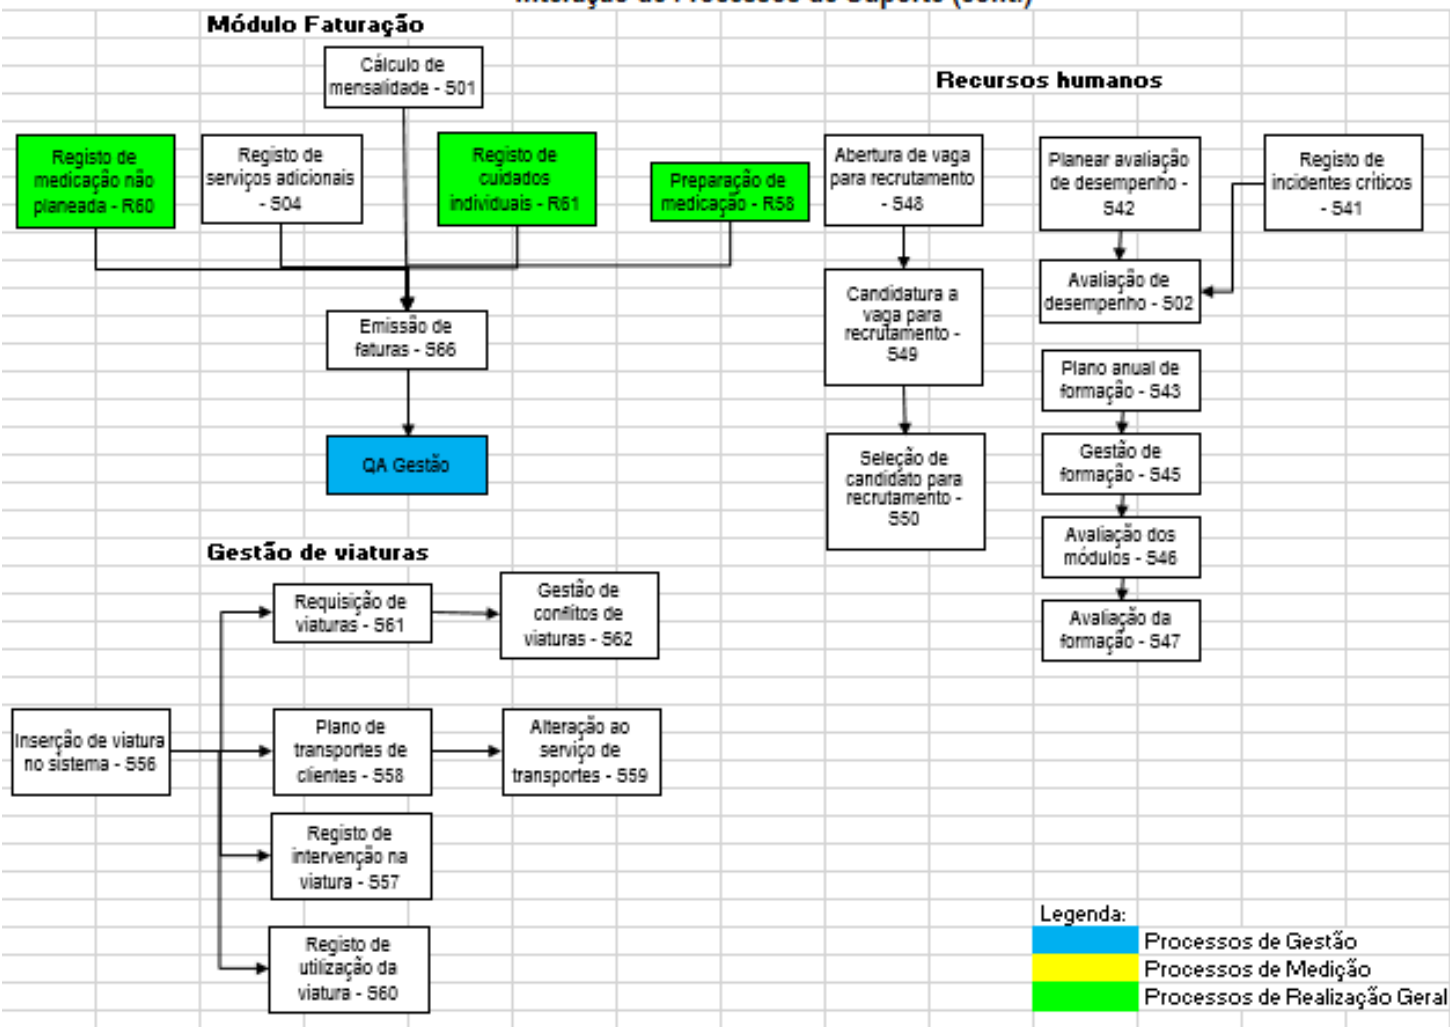 Interação de Processos de Suporte (cont.)
Módulo Faturação
Cálculo de
mensalidade - S01
Registo de
medicação não
planeada - R60
Registo de
serviços adicionais
- S04
Registo de
cuidados
individuais - R61
Preparação de
medicação - R58
Emissão de
faturas - S66
QA Gestão
Recursos humanos
Abertura de vaga
para recrutamento
- S48
Candidatura a
vaga para
recrutamento -
S49
Seleção de
candidato para
recrutamento -
S50
Planear avaliação
de desempenho -
S42
Registo de
incidentes críticos
- S41
Avaliação de
desempenho - S02
Plano anual de
formação - S43
Gestão de
formação - S45
Avaliação dos
módulos - S46
Avaliação da
formação - S47
Gestão de viaturas
Inserção de viatura
no sistema - S56
Requisição de
viaturas - S61
Gestão de
conflitos de
viaturas - S62
Plano de
transportes de
clientes - S58
Alteração ao
serviço de
transportes - S59
Registo de
intervenção na
viatura - S57
Registo de
utilização da
viatura - S60
Legenda:
Processos de Gestão
Processos de Medição
Processos de Realização Geral